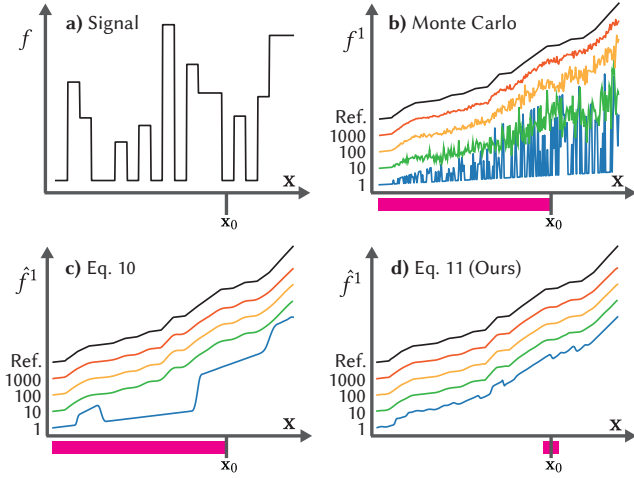 a) Signal
f
x
x₀
b) Monte Carlo
f¹
Ref.
1000
100
10
1
x
x₀
c) Eq. 10
f̂¹
Ref.
1000
100
10
1
x
x₀
d) Eq. 11 (Ours)
f̂¹
Ref.
1000
100
10
1
x
x₀